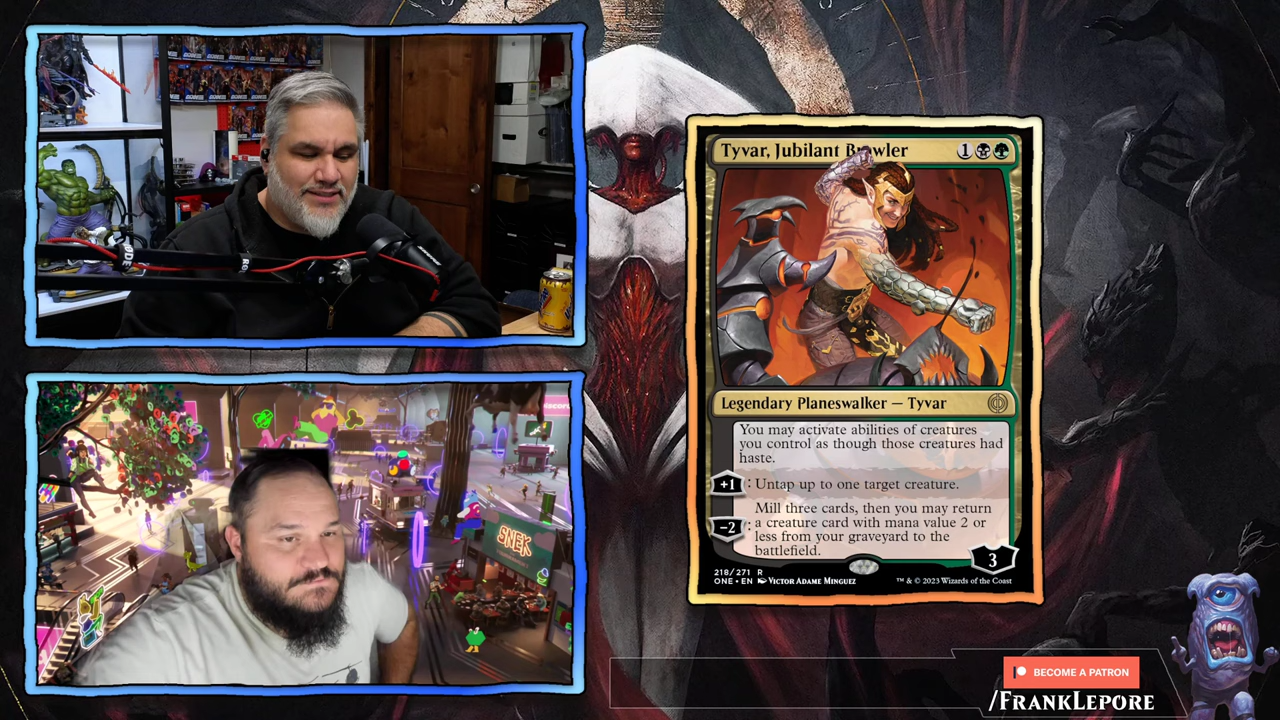 Tyvar, Jubilant Brawler 1
Legendary Planeswalker – Tyvar
You may activate abilities of creatures
you control as though those creatures had
haste.
+1: Untap up to one target creature.
Mill three cards, then you may return
−2: a creature card with mana value 2 or
less from your graveyard to the
battlefield.
3
218/271 R
ONE • EN Victor Adame Minguez
™ & © 2023 Wizards of the Coast
SNEK
BECOME A PATRON
/FrankLepore